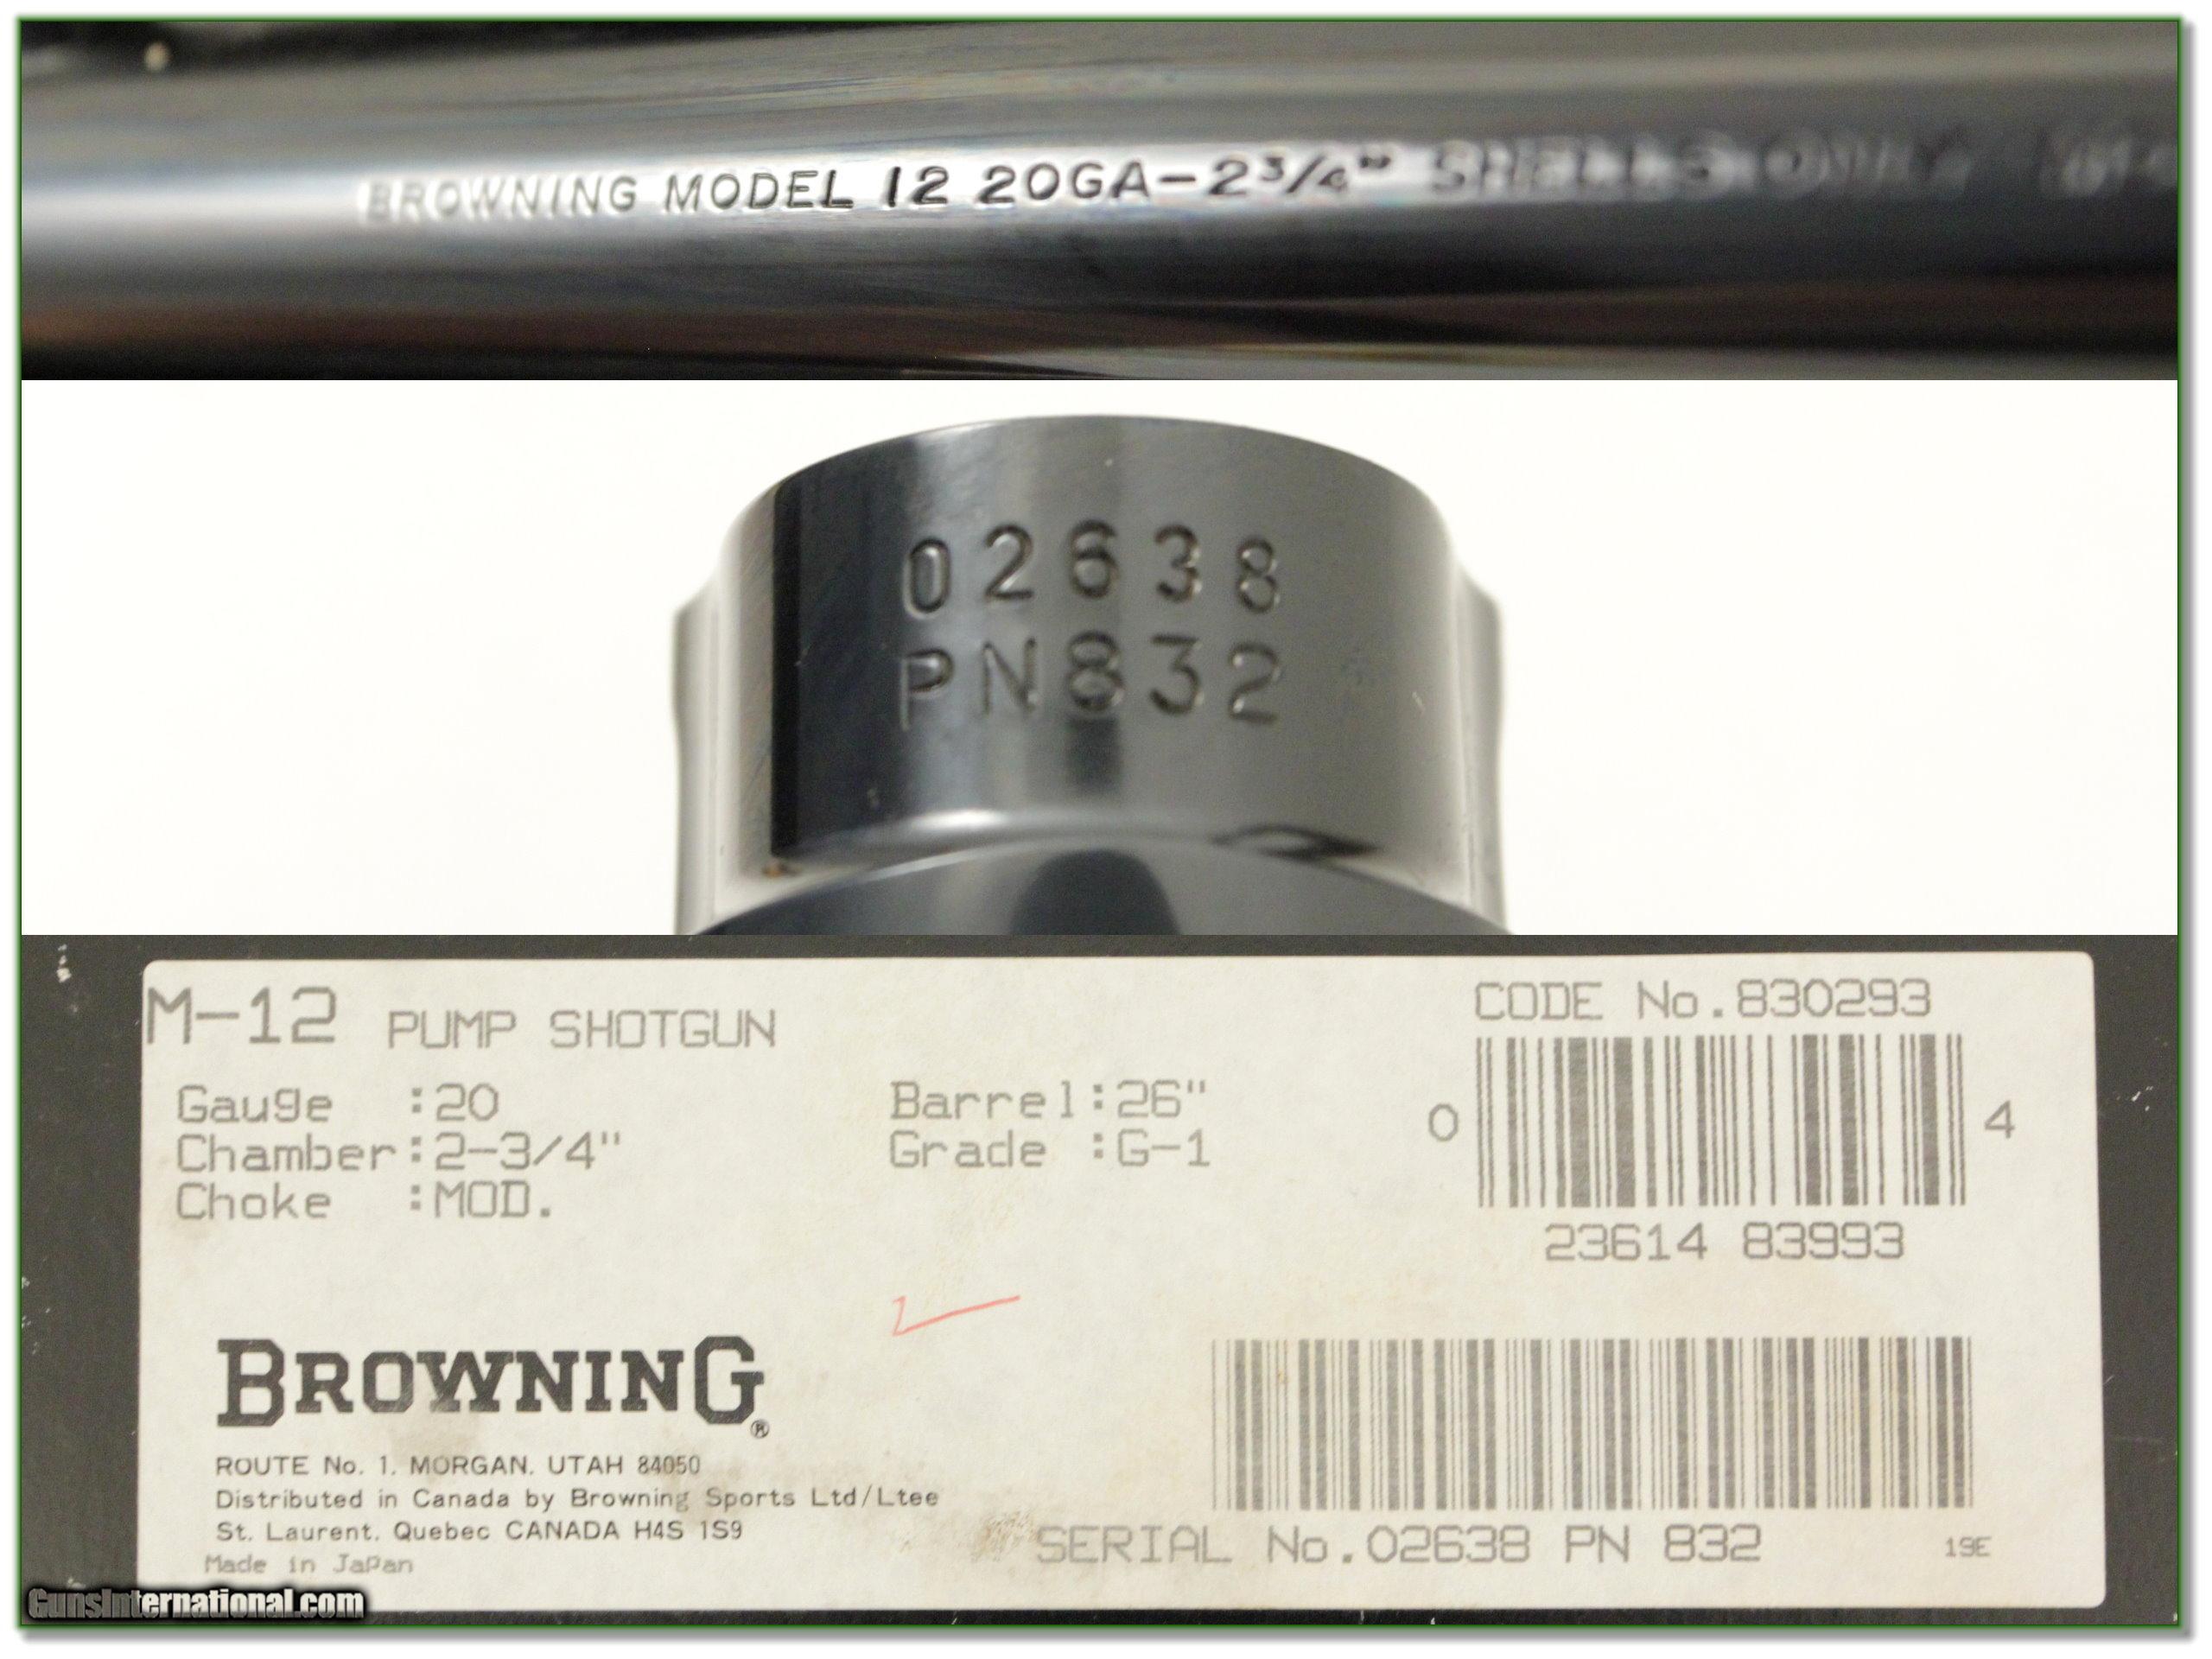 BROWNING MODEL 12 20GA-2¾" SHELLS ONLY
02638
PN832
M-12 PUMP SHOTGUN
CODE No.830293
Gauge :20
Chamber:2-3/4"
Choke :MOD.
Barrel:26"
Grade :G-1
0 4
23614 83993
BROWNING®
ROUTE No. 1, MORGAN, UTAH 84050
Distributed in Canada by Browning Sports Ltd/Ltee
St. Laurent, Quebec CANADA H4S 1S9
Made in Japan
SERIAL No.02638 PN 832
19E
GunsInternational.com